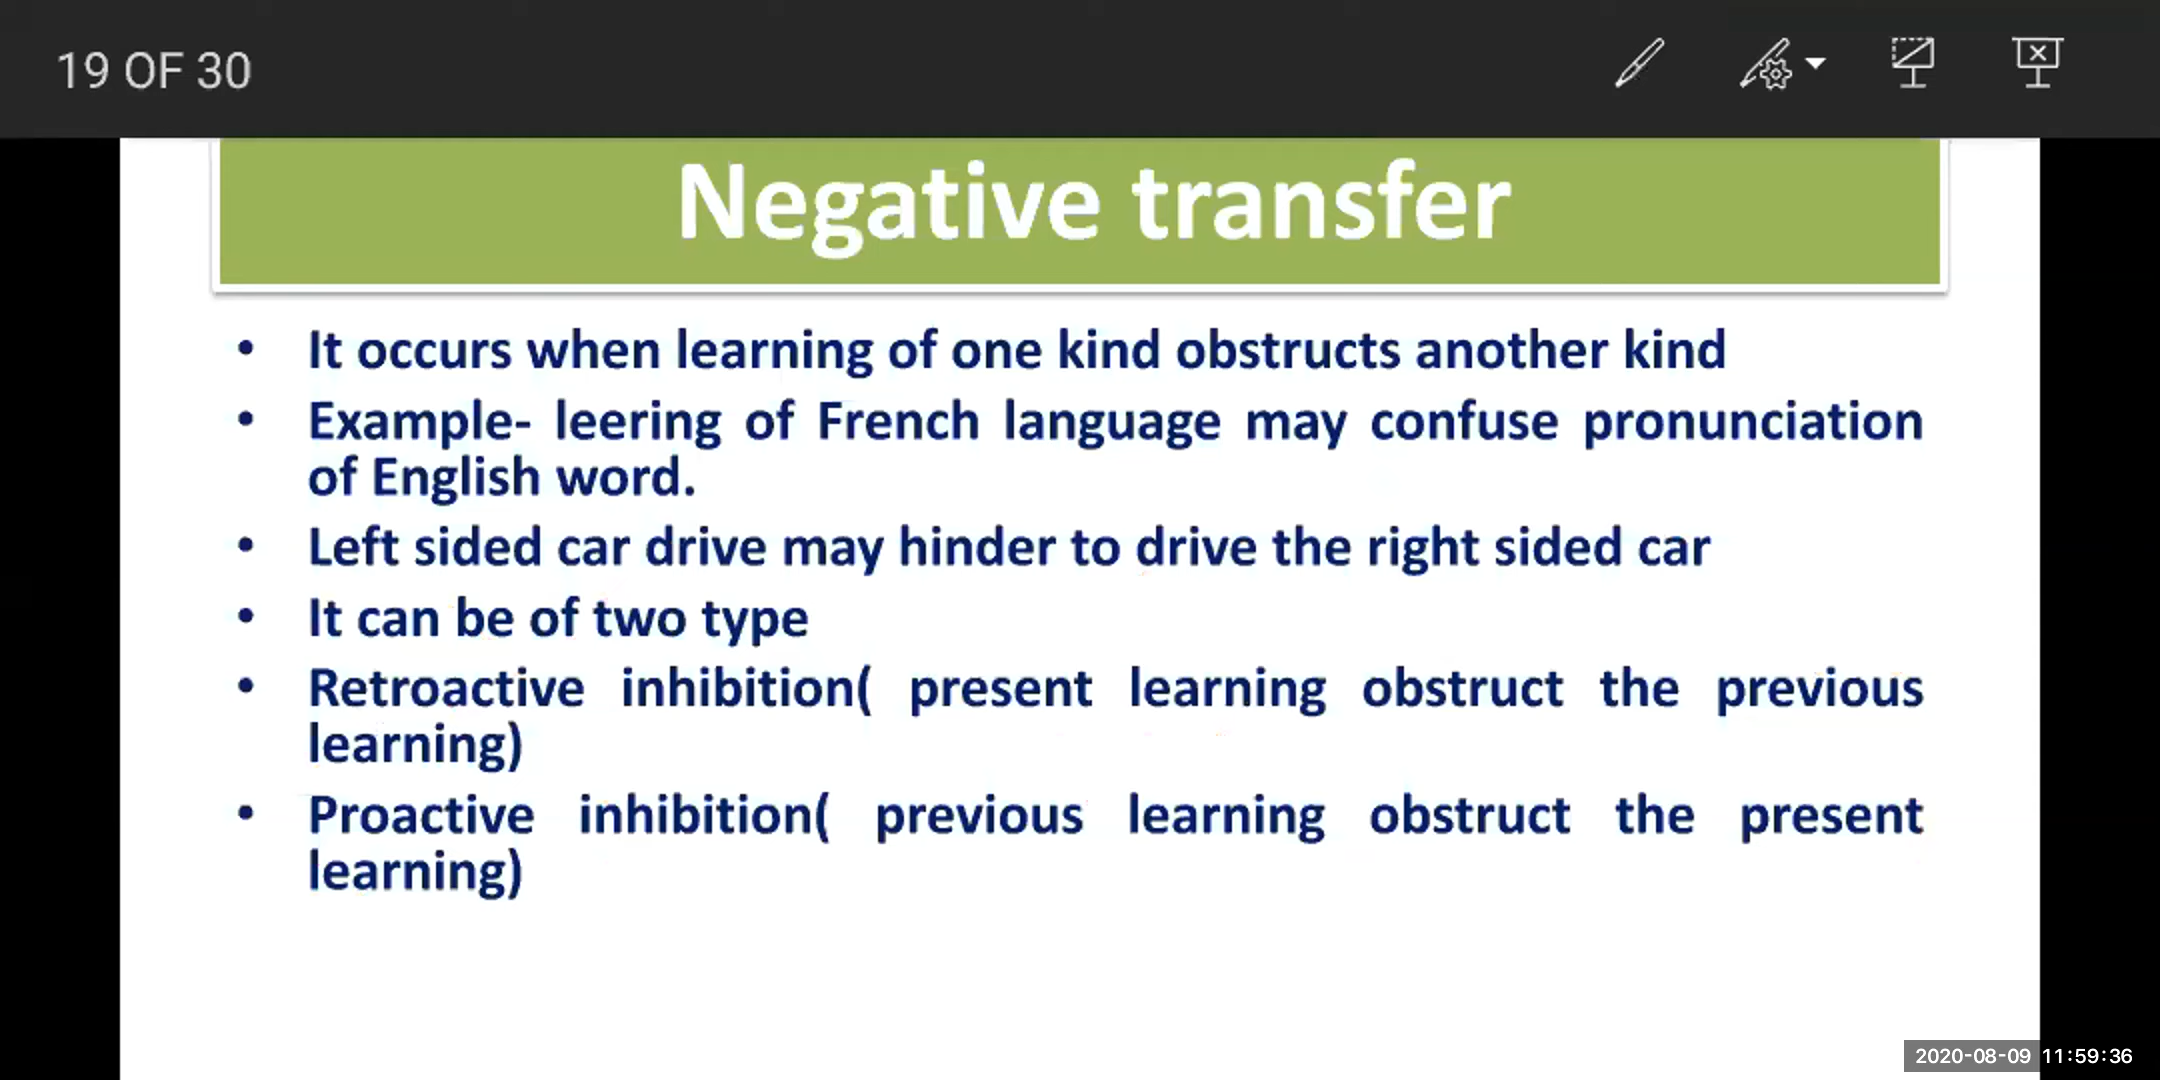 19 OF 30
Negative transfer
• It occurs when learning of one kind obstructs another kind
• Example- leering of French language may confuse pronunciation
of English word.
• Left sided car drive may hinder to drive the right sided car
• It can be of two type
• Retroactive inhibition( present learning obstruct the previous
learning)
• Proactive inhibition( previous learning obstruct the present
learning)
2020-08-09 11:59:36